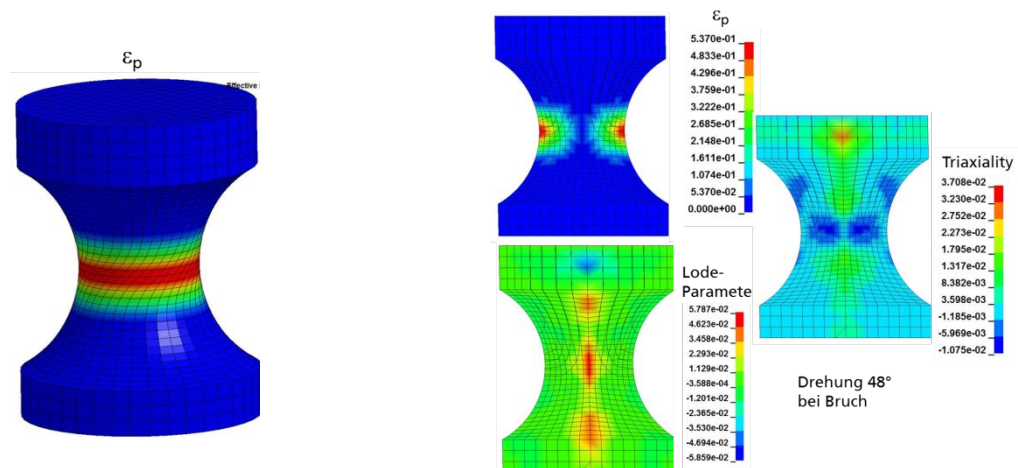 εp
Effective
εp
5.370e-01
4.833e-01
4.296e-01
3.759e-01
3.222e-01
2.685e-01
2.148e-01
1.611e-01
1.074e-01
5.370e-02
0.000e+00
Triaxiality
3.708e-02
3.230e-02
2.752e-02
2.273e-02
1.795e-02
1.317e-02
3.598e-03
-1.185e-03
-5.969e-03
-1.075e-02
Lode-
Paramete
5.787e-02
4.623e-02
3.458e-02
2.293e-02
1.129e-02
-3.588e-04
-1.201e-02
-2.365e-02
-3.530e-02
-4.694e-02
-5.859e-02
Drehung 48°
bei Bruch